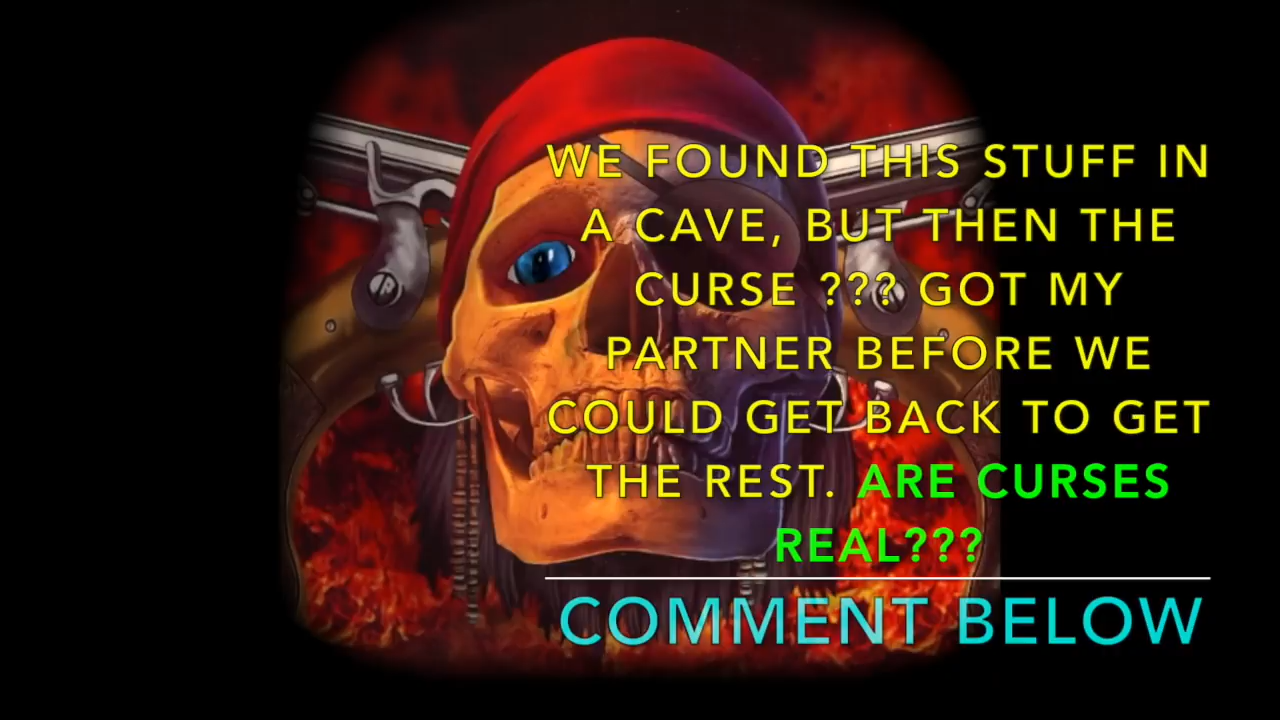 WE FOUND THIS STUFF IN
A CAVE, BUT THEN THE
CURSE ??? GOT MY
PARTNER BEFORE WE
COULD GET BACK TO GET
THE REST. ARE CURSES
REAL???
COMMENT BELOW